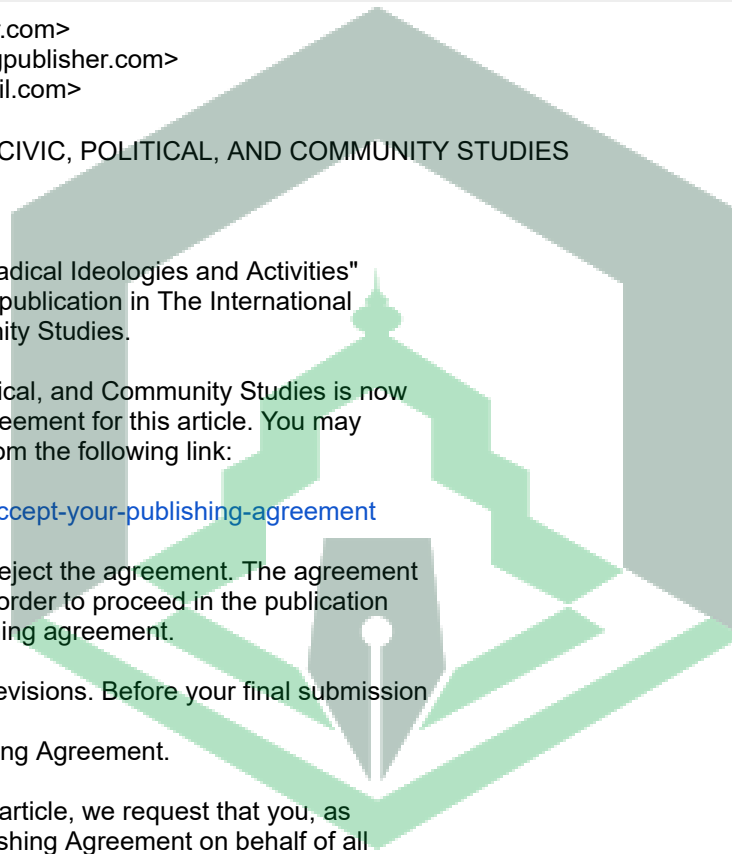 r.com>
gpublisher.com>
il.com>
CIVIC, POLITICAL, AND COMMUNITY STUDIES
adical Ideologies and Activities"
publication in The International
nity Studies.
ical, and Community Studies is now
eement for this article. You may
om the following link:
ccept-your-publishing-agreement
eject the agreement. The agreement
order to proceed in the publication
ing agreement.
evisions. Before your final submission
ng Agreement.
article, we request that you, as
shing Agreement on behalf of all